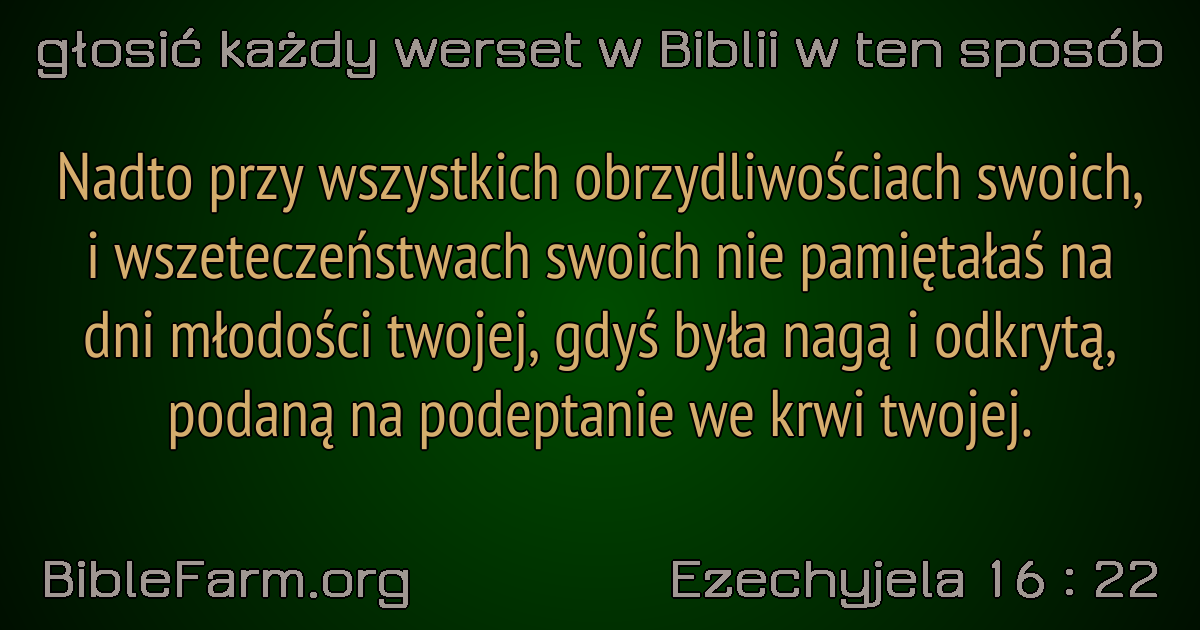 głosić każdy werset w Biblii w ten sposób
Nadto przy wszystkich obrzydliwościach swoich,
i wszeteczeństwach swoich nie pamiętałaś na
dni młodości twojej, gdyś była nagą i odkrytą,
podaną na podeptanie we krwi twojej.
BibleFarm.org
Ezechyjela 16 : 22